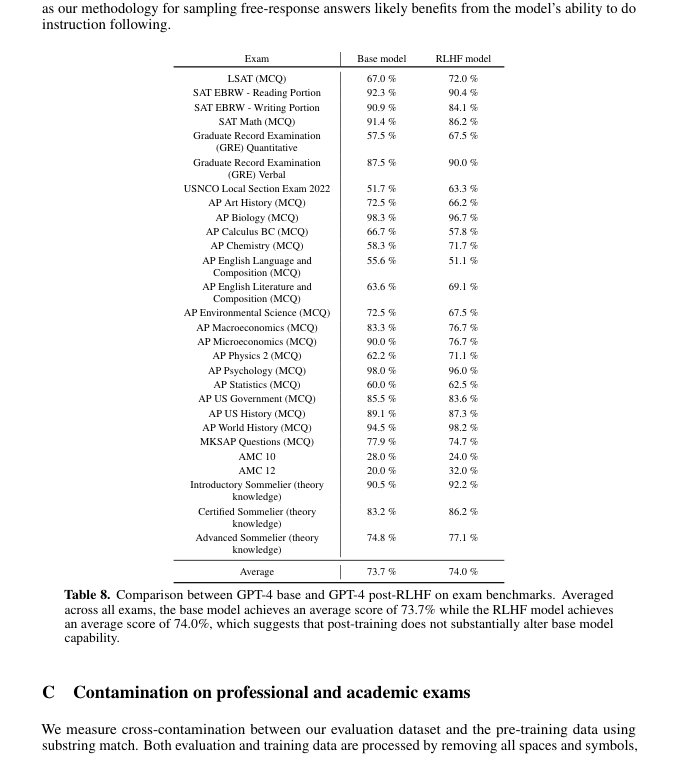 as our methodology for sampling free-response answers likely benefits from the model's ability to do
instruction following.
Exam Base model RLHF model
LSAT (MCQ) 67.0 % 72.0 %
SAT EBRW - Reading Portion 92.3 % 90.4 %
SAT EBRW - Writing Portion 90.9 % 84.1 %
SAT Math (MCQ) 91.4 % 86.2 %
Graduate Record Examination 57.5 % 67.5 %
(GRE) Quantitative
Graduate Record Examination 87.5 % 90.0 %
(GRE) Verbal
USNCO Local Section Exam 2022 51.7 % 63.3 %
AP Art History (MCQ) 72.5 % 66.2 %
AP Biology (MCQ) 98.3 % 96.7 %
AP Calculus BC (MCQ) 66.7 % 57.8 %
AP Chemistry (MCQ) 58.3 % 71.7 %
AP English Language and 55.6 % 51.1 %
Composition (MCQ)
AP English Literature and 63.6 % 69.1 %
Composition (MCQ)
AP Environmental Science (MCQ) 72.5 % 67.5 %
AP Macroeconomics (MCQ) 83.3 % 76.7 %
AP Microeconomics (MCQ) 90.0 % 76.7 %
AP Physics 2 (MCQ) 62.2 % 71.1 %
AP Psychology (MCQ) 98.0 % 96.0 %
AP Statistics (MCQ) 60.0 % 62.5 %
AP US Government (MCQ) 85.5 % 83.6 %
AP US History (MCQ) 89.1 % 87.3 %
AP World History (MCQ) 94.5 % 98.2 %
MKSAP Questions (MCQ) 77.9 % 74.7 %
AMC 10 28.0 % 24.0 %
AMC 12 20.0 % 32.0 %
Introductory Sommelier (theory 90.5 % 92.2 %
knowledge)
Certified Sommelier (theory 83.2 % 86.2 %
knowledge)
Advanced Sommelier (theory 74.8 % 77.1 %
knowledge)
Average 73.7 % 74.0 %
Table 8. Comparison between GPT-4 base and GPT-4 post-RLHF on exam benchmarks. Averaged
across all exams, the base model achieves an average score of 73.7% while the RLHF model achieves
an average score of 74.0%, which suggests that post-training does not substantially alter base model
capability.
C Contamination on professional and academic exams
We measure cross-contamination between our evaluation dataset and the pre-training data using
substring match. Both evaluation and training data are processed by removing all spaces and symbols,